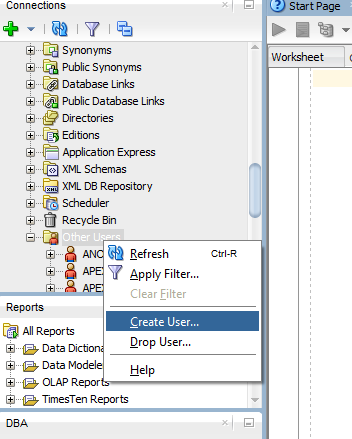 Connections
Start Page
Worksheet
Synonyms
Public Synonyms
Database Links
Public Database Links
Directories
Editions
Application Express
XML Schemas
XML DB Repository
Scheduler
Recycle Bin
Other Users
ANO
APE
APE
Refresh Ctrl-R
Apply Filter...
Clear Filter
Create User...
Drop User...
Help
Reports
All Reports
Data Dictiona
Data Modele
OLAP Reports
TimesTen Reports
DBA